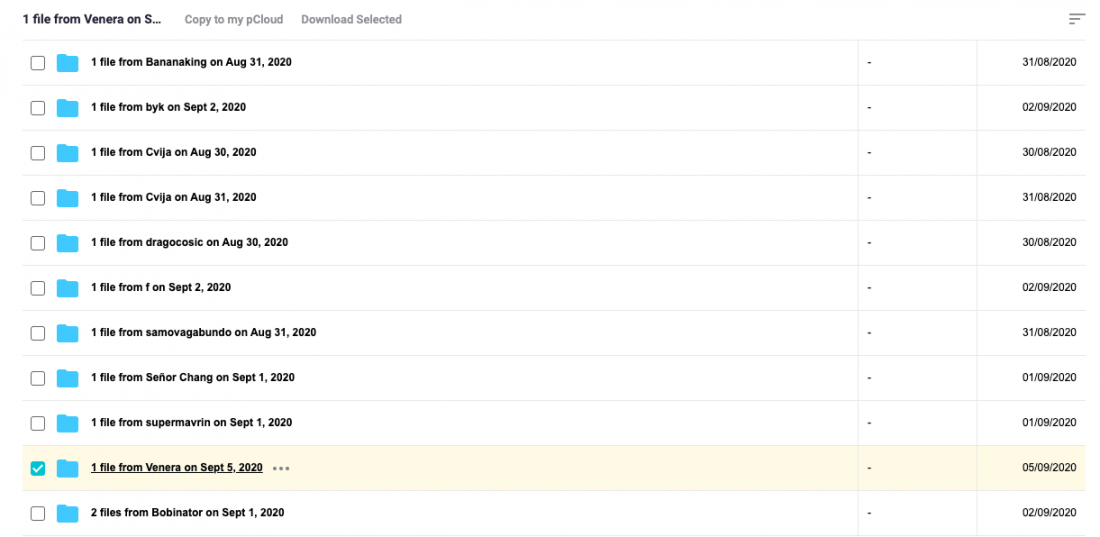 1 file from Venera on S... Copy to my pCloud Download Selected
1 file from Bananaking on Aug 31, 2020 - 31/08/2020
1 file from byk on Sept 2, 2020 - 02/09/2020
1 file from Cvija on Aug 30, 2020 - 30/08/2020
1 file from Cvija on Aug 31, 2020 - 31/08/2020
1 file from dragocosic on Aug 30, 2020 - 30/08/2020
1 file from f on Sept 2, 2020 - 02/09/2020
1 file from samovagabundo on Aug 31, 2020 - 31/08/2020
1 file from Señor Chang on Sept 1, 2020 - 01/09/2020
1 file from supermavrin on Sept 1, 2020 - 01/09/2020
1 file from Venera on Sept 5, 2020 ••• - 05/09/2020
2 files from Bobinator on Sept 1, 2020 - 02/09/2020